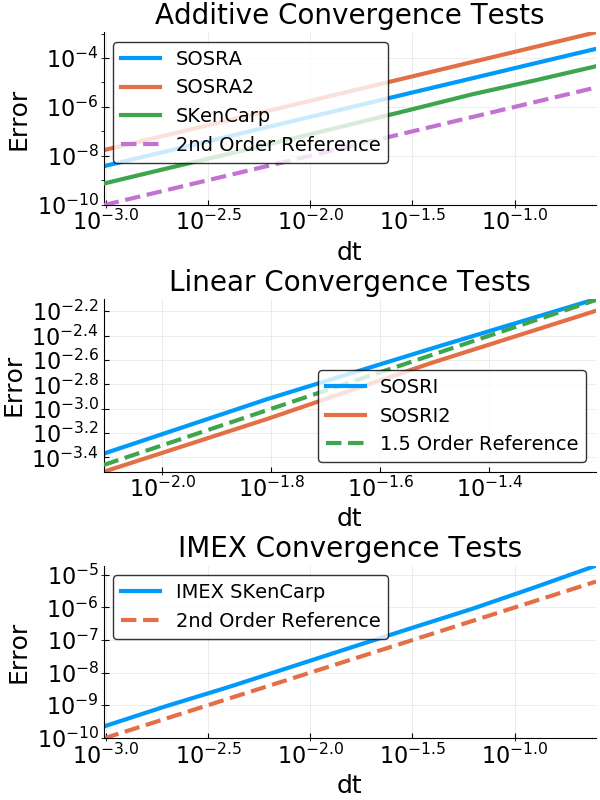 Additive Convergence Tests
Error
10^-4
10^-6
10^-8
10^-10
SOSRA
SOSRA2
SKenCarp
2nd Order Reference
10^-3.0 10^-2.5 10^-2.0 10^-1.5 10^-1.0
dt
Linear Convergence Tests
Error
10^-2.2
10^-2.4
10^-2.6
10^-2.8
10^-3.0
10^-3.2
10^-3.4
SOSRI
SOSRI2
1.5 Order Reference
10^-2.0 10^-1.8 10^-1.6 10^-1.4
dt
IMEX Convergence Tests
Error
10^-5
10^-6
10^-7
10^-8
10^-9
10^-10
IMEX SKenCarp
2nd Order Reference
10^-3.0 10^-2.5 10^-2.0 10^-1.5 10^-1.0
dt